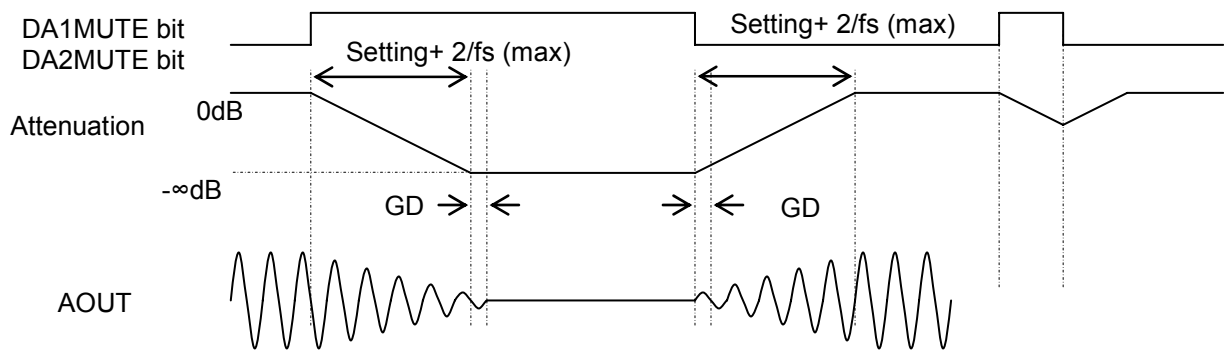 DA1MUTE bit
DA2MUTE bit
Setting+ 2/fs (max)
Setting+ 2/fs (max)
0dB
Attenuation
-∞dB
GD
GD
AOUT